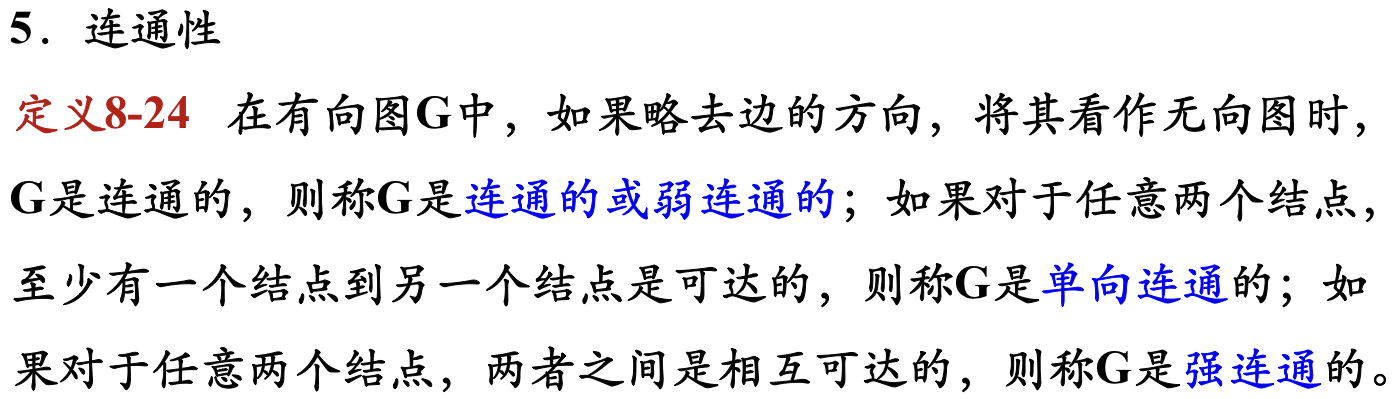 5．连通性
定义8-24 在有向图G中，如果略去边的方向，将其看作无向图时，
G是连通的，则称G是连通的或弱连通的；如果对于任意两个结点，
至少有一个结点到另一个结点是可达的，则称G是单向连通的；如
果对于任意两个结点，两者之间是相互可达的，则称G是强连通的。